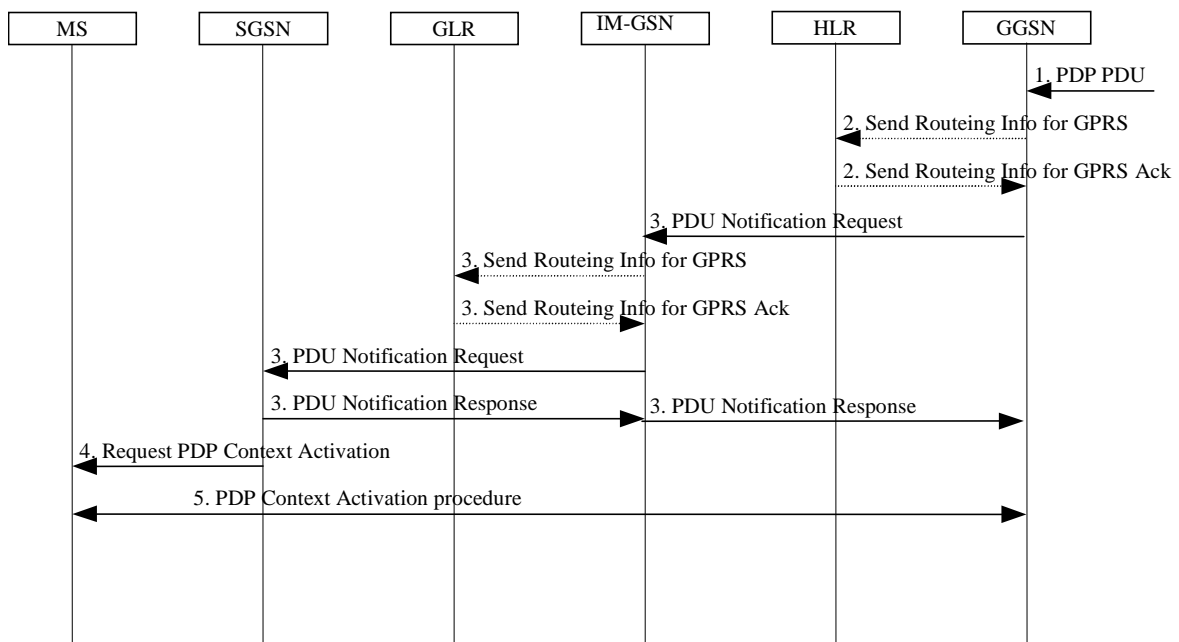 MS SGSN GLR IM-GSN HLR GGSN
1. PDP PDU
2. Send Routeing Info for GPRS
2. Send Routeing Info for GPRS Ack
3. PDU Notification Request
3. Send Routeing Info for GPRS
3. Send Routeing Info for GPRS Ack
3. PDU Notification Request
3. PDU Notification Response 3. PDU Notification Response
4. Request PDP Context Activation
5. PDP Context Activation procedure